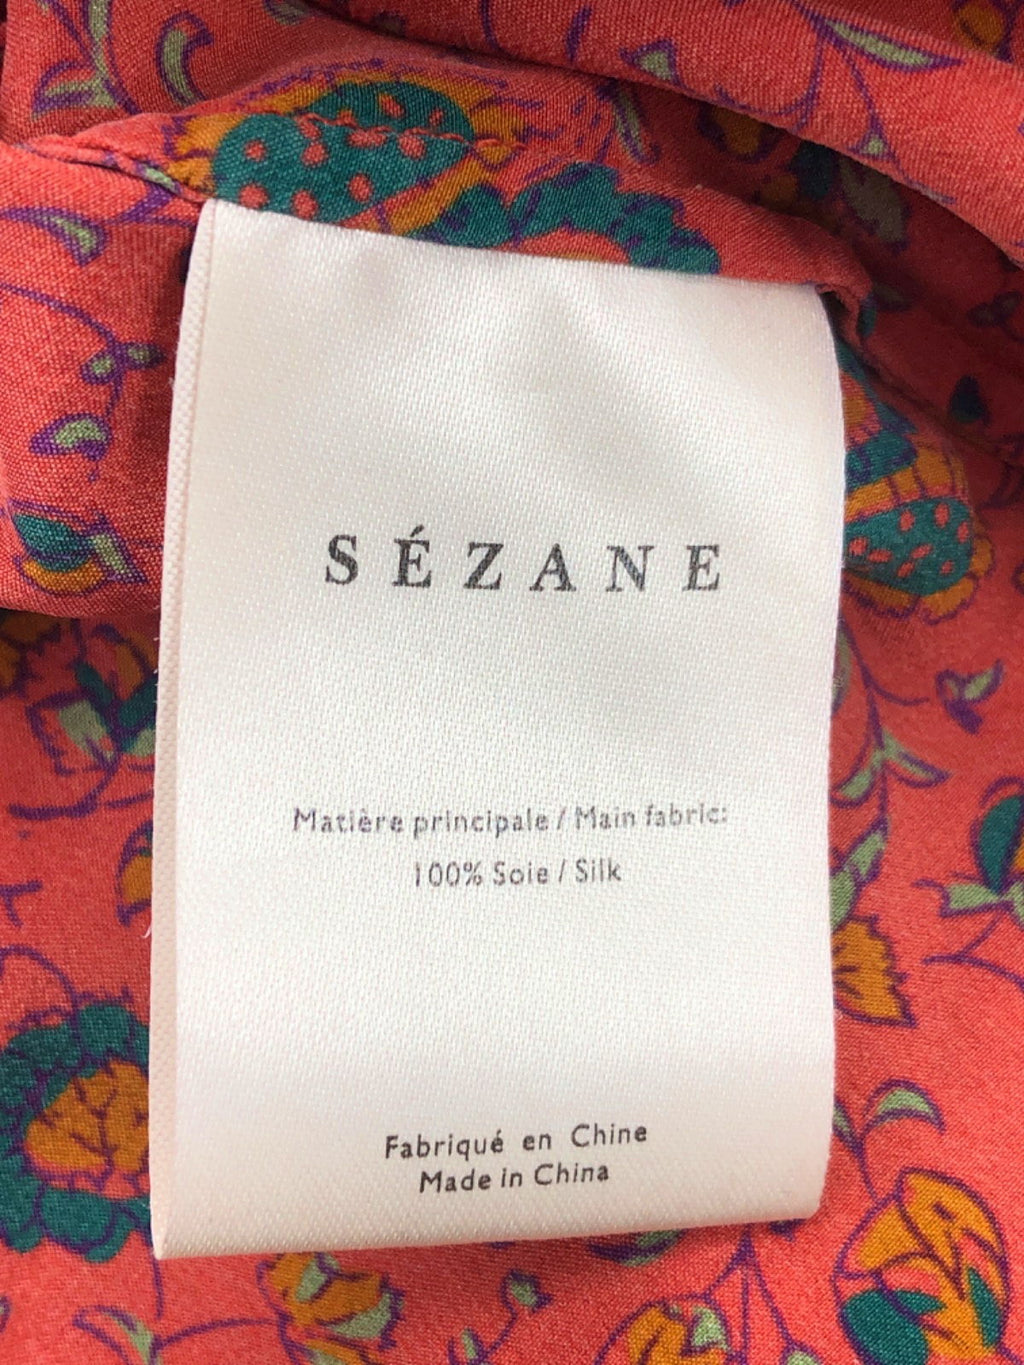 SÉZANE
Matière principale / Main fabric:
100% Soie / Silk
Fabriqué en Chine
Made in China